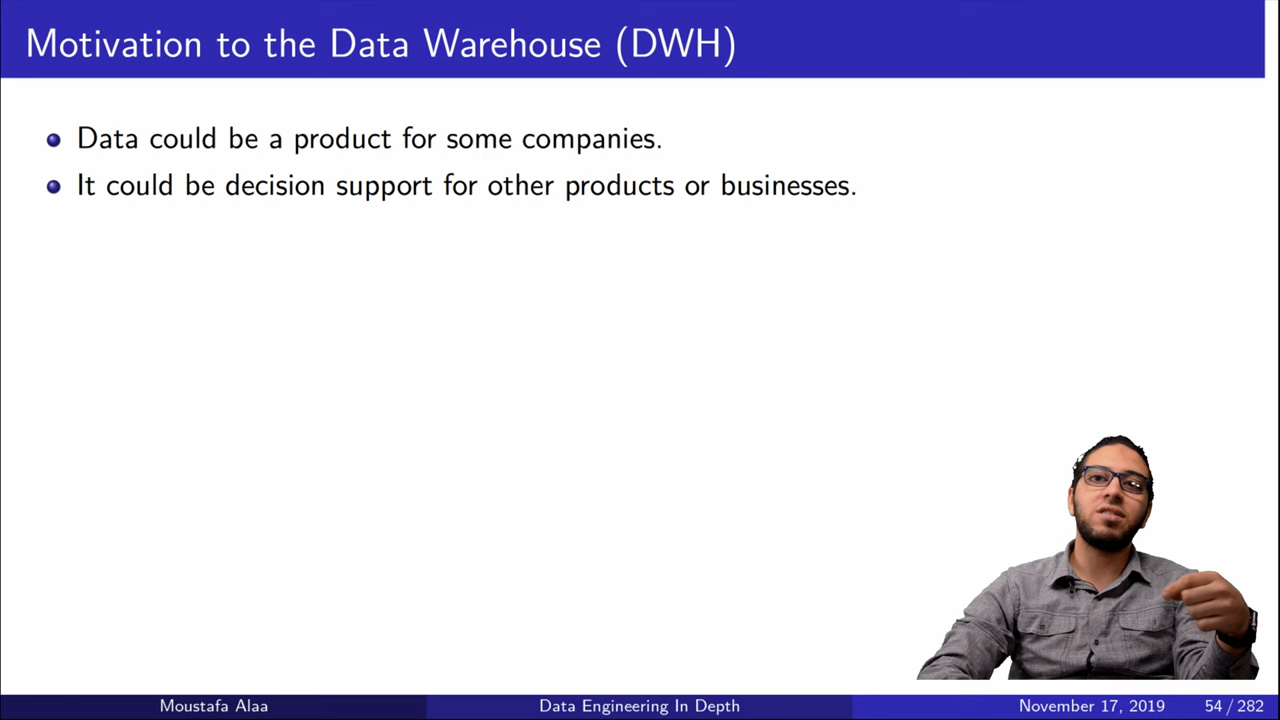 Motivation to the Data Warehouse (DWH)
Data could be a product for some companies.
It could be decision support for other products or businesses.
Moustafa Alaa
Data Engineering In Depth
November 17, 2019
54 / 282